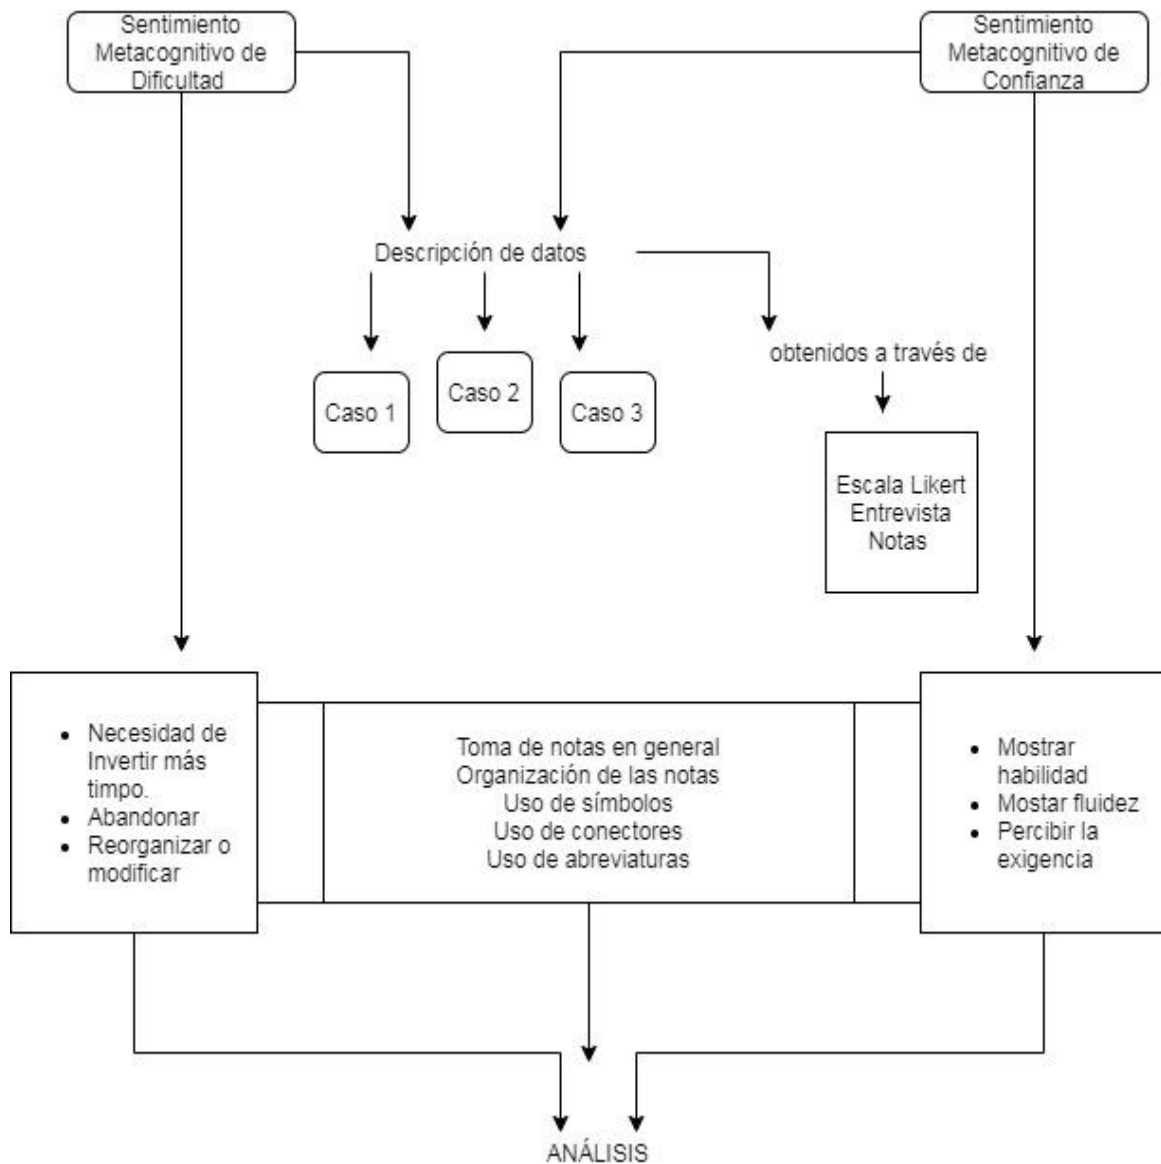 Sentimiento
Metacognitivo de
Dificultad
Sentimiento
Metacognitivo de
Confianza
Descripción de datos
obtenidos a través de
Caso 1
Caso 2
Caso 3
Escala Likert
Entrevista
Notas
• Necesidad de
Invertir más
timpo.
• Abandonar
• Reorganizar o
modificar
Toma de notas en general
Organización de las notas
Uso de símbolos
Uso de conectores
Uso de abreviaturas
• Mostrar
habilidad
• Mostar fluidez
• Percibir la
exigencia
ANÁLISIS